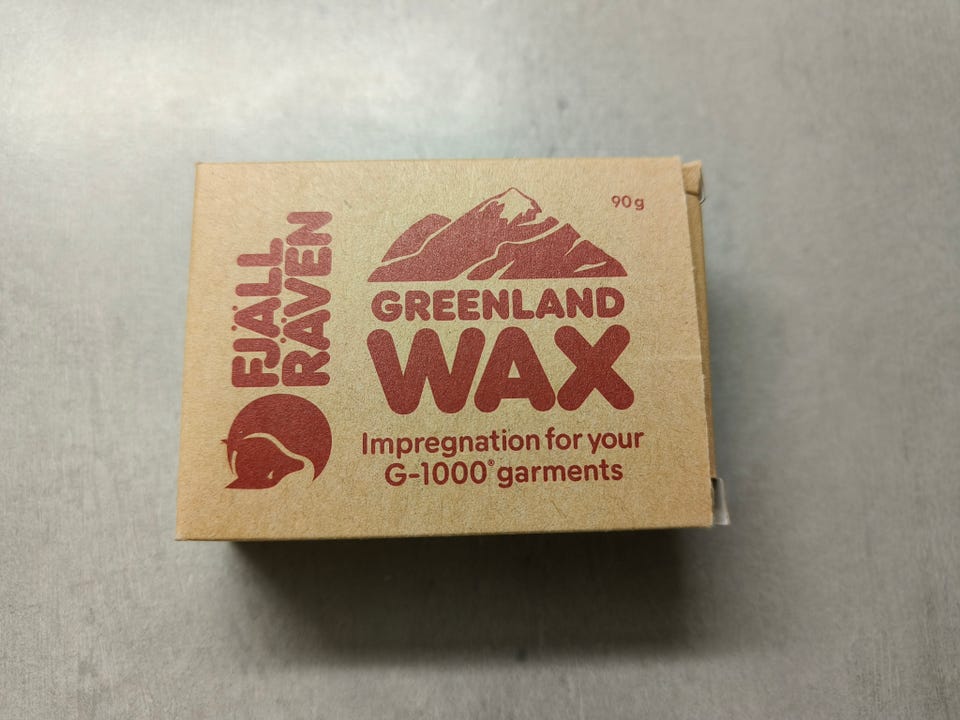 FJÄLL
RÄVEN
90g
GREENLAND
WAX
Impregnation for your
G-1000® garments